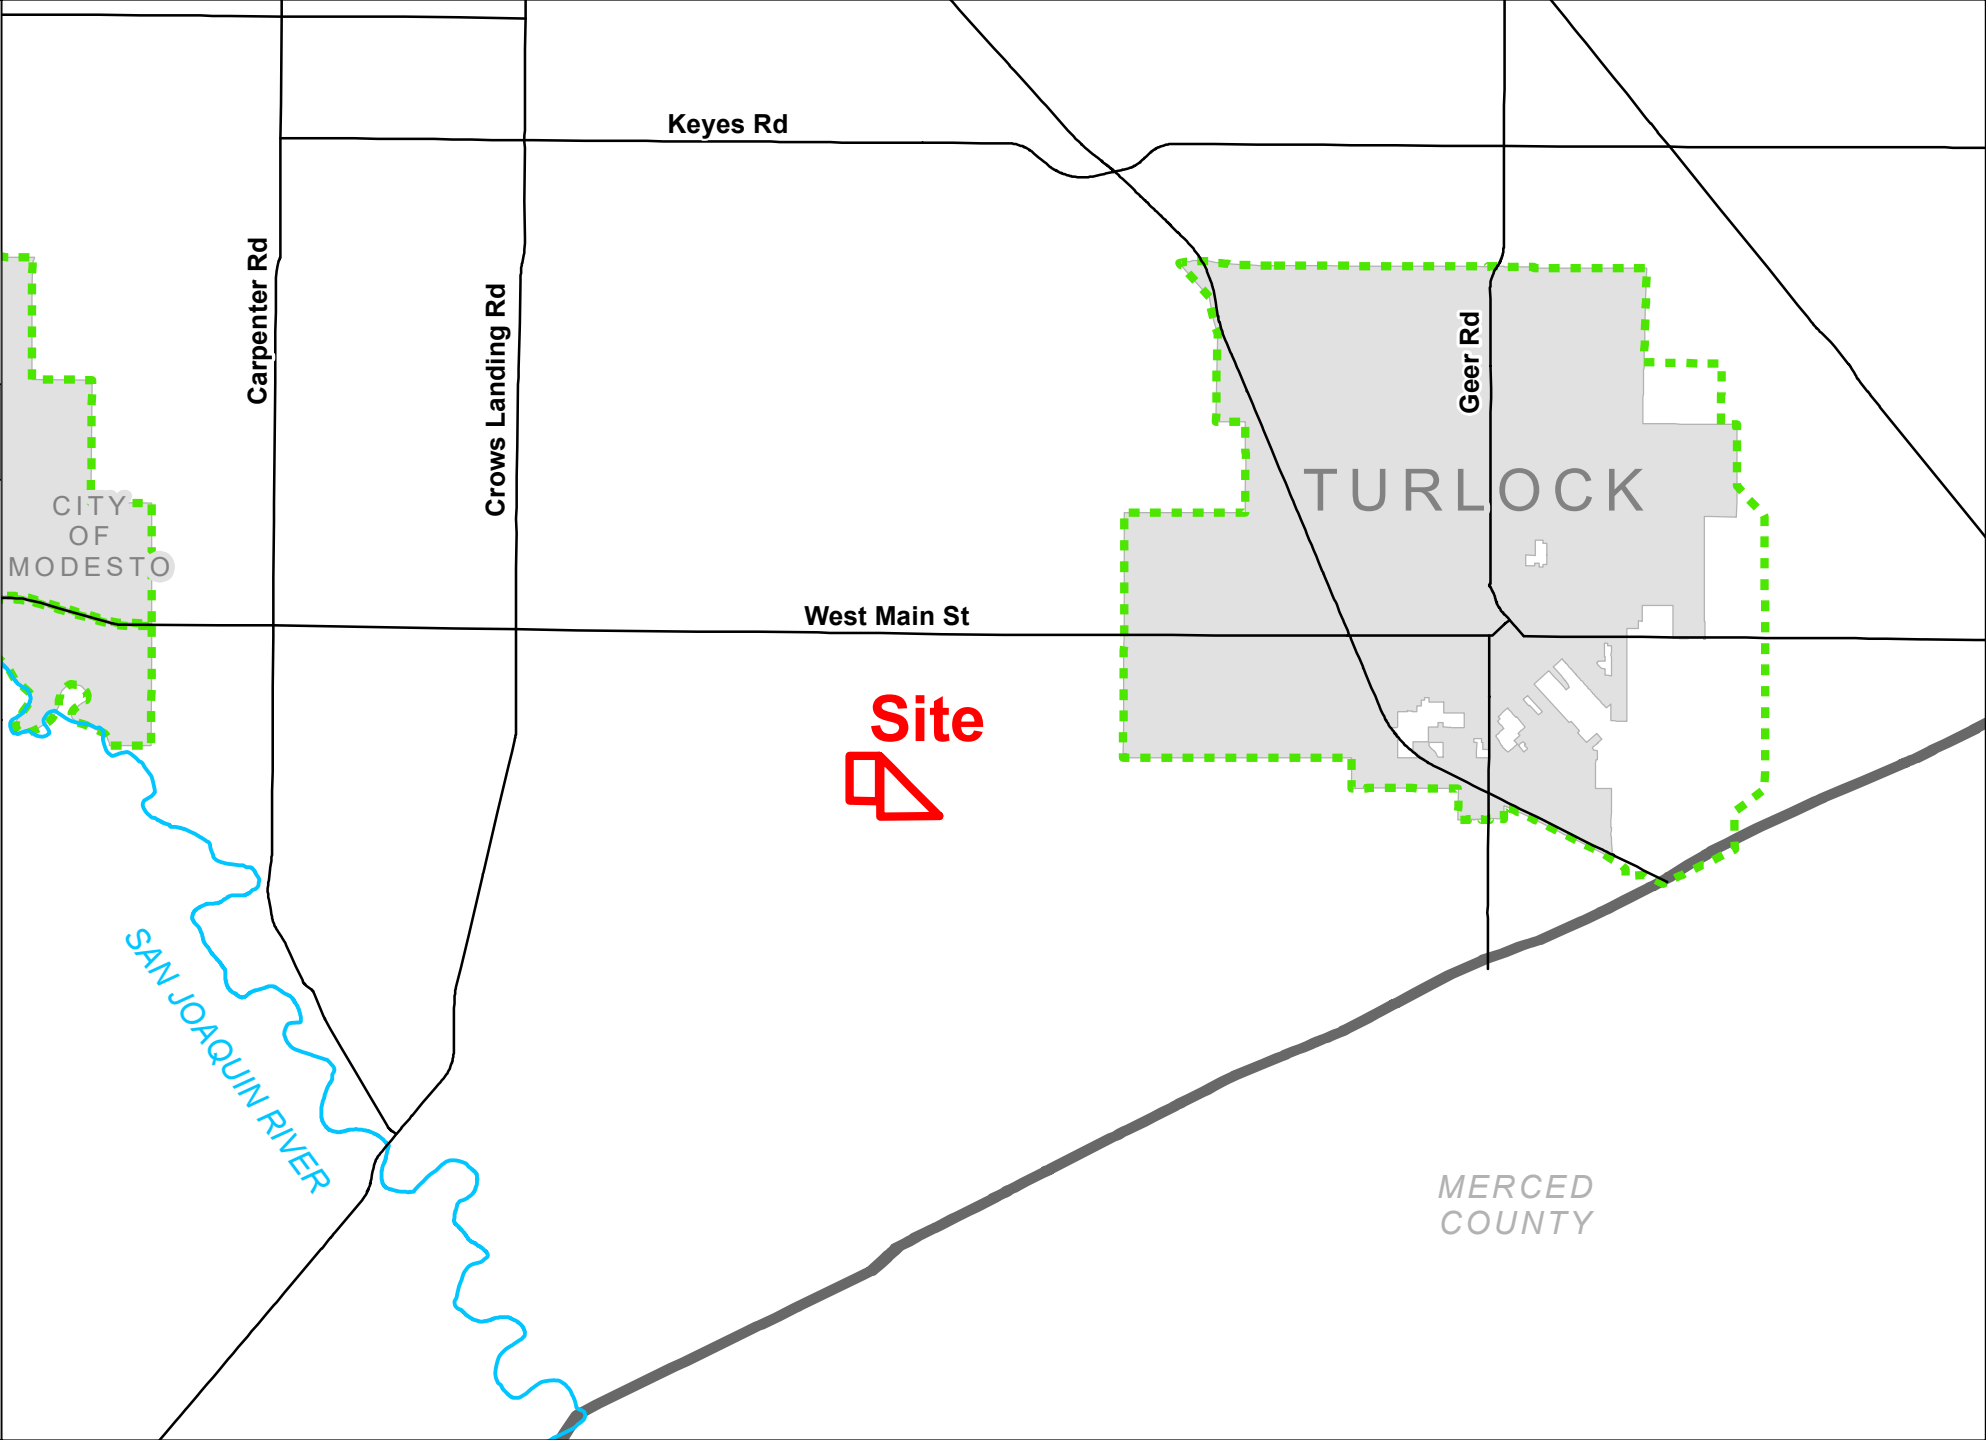 Keyes Rd
Carpenter Rd
Crows Landing Rd
Geer Rd
TURLOCK
CITY
OF
MODESTO
West Main St
Site
SAN JOAQUIN RIVER
MERCED
COUNTY